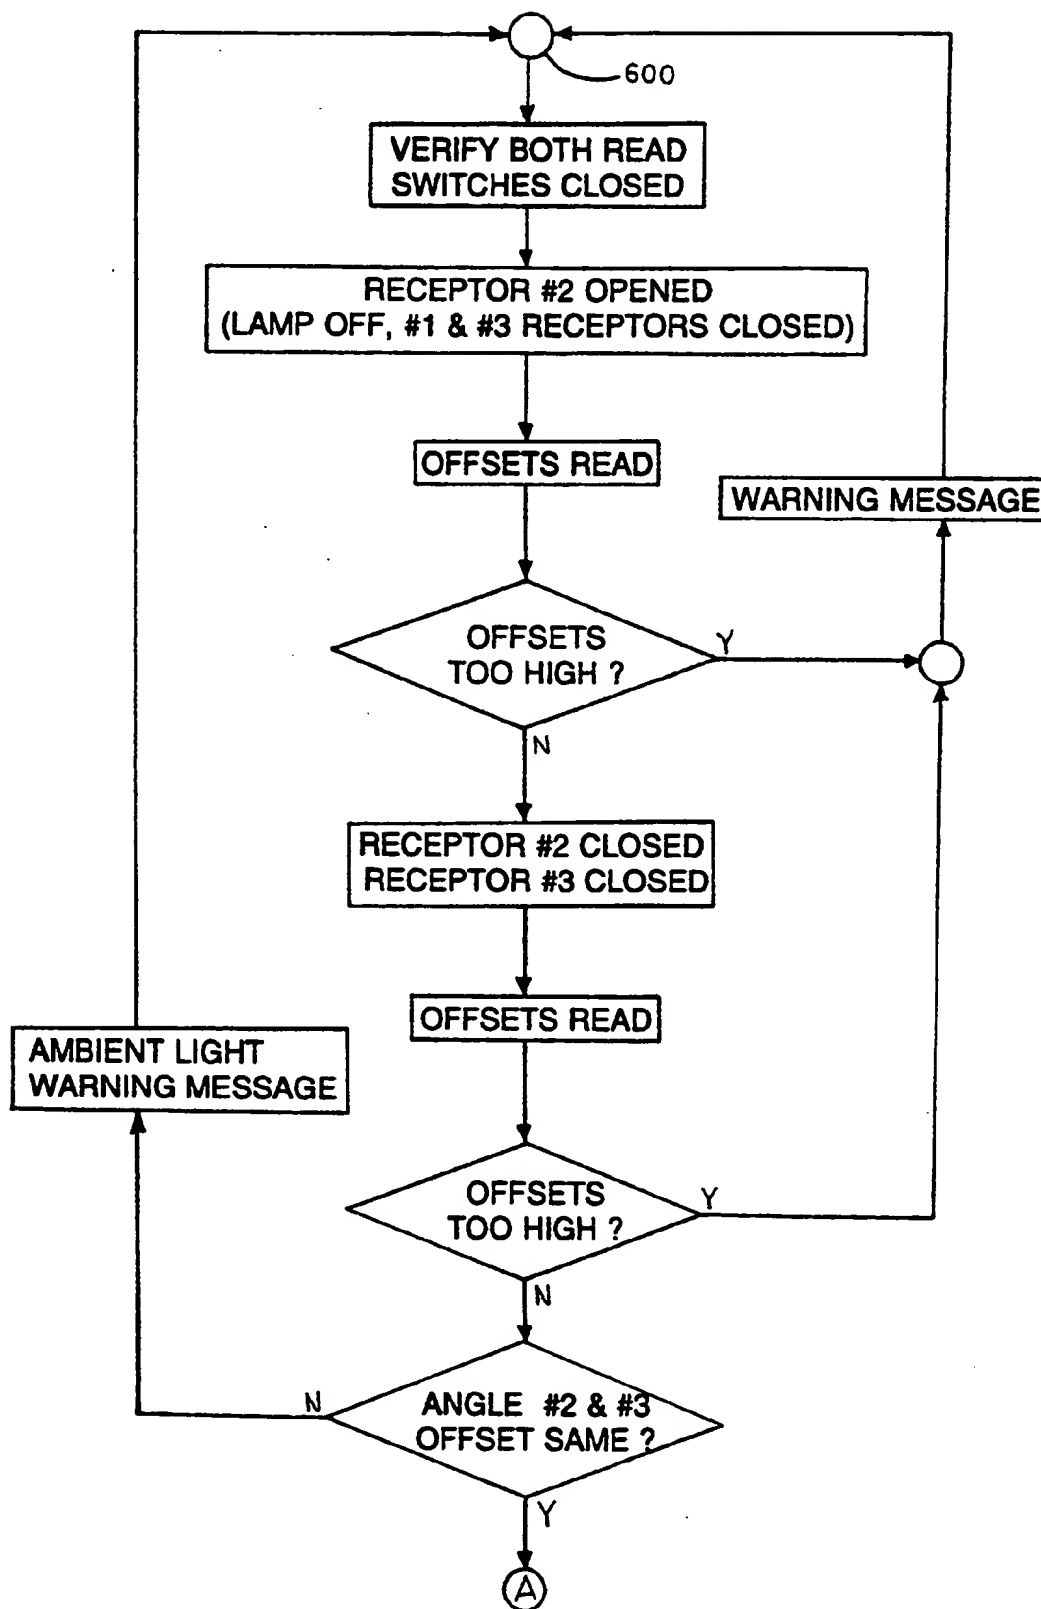 600
VERIFY BOTH READ
SWITCHES CLOSED
RECEPTOR #2 OPENED
(LAMP OFF, #1 & #3 RECEPTORS CLOSED)
OFFSETS READ
WARNING MESSAGE
OFFSETS
TOO HIGH ?
Y
N
RECEPTOR #2 CLOSED
RECEPTOR #3 CLOSED
OFFSETS READ
AMBIENT LIGHT
WARNING MESSAGE
OFFSETS
TOO HIGH ?
Y
N
ANGLE #2 & #3
OFFSET SAME ?
N
Y
A